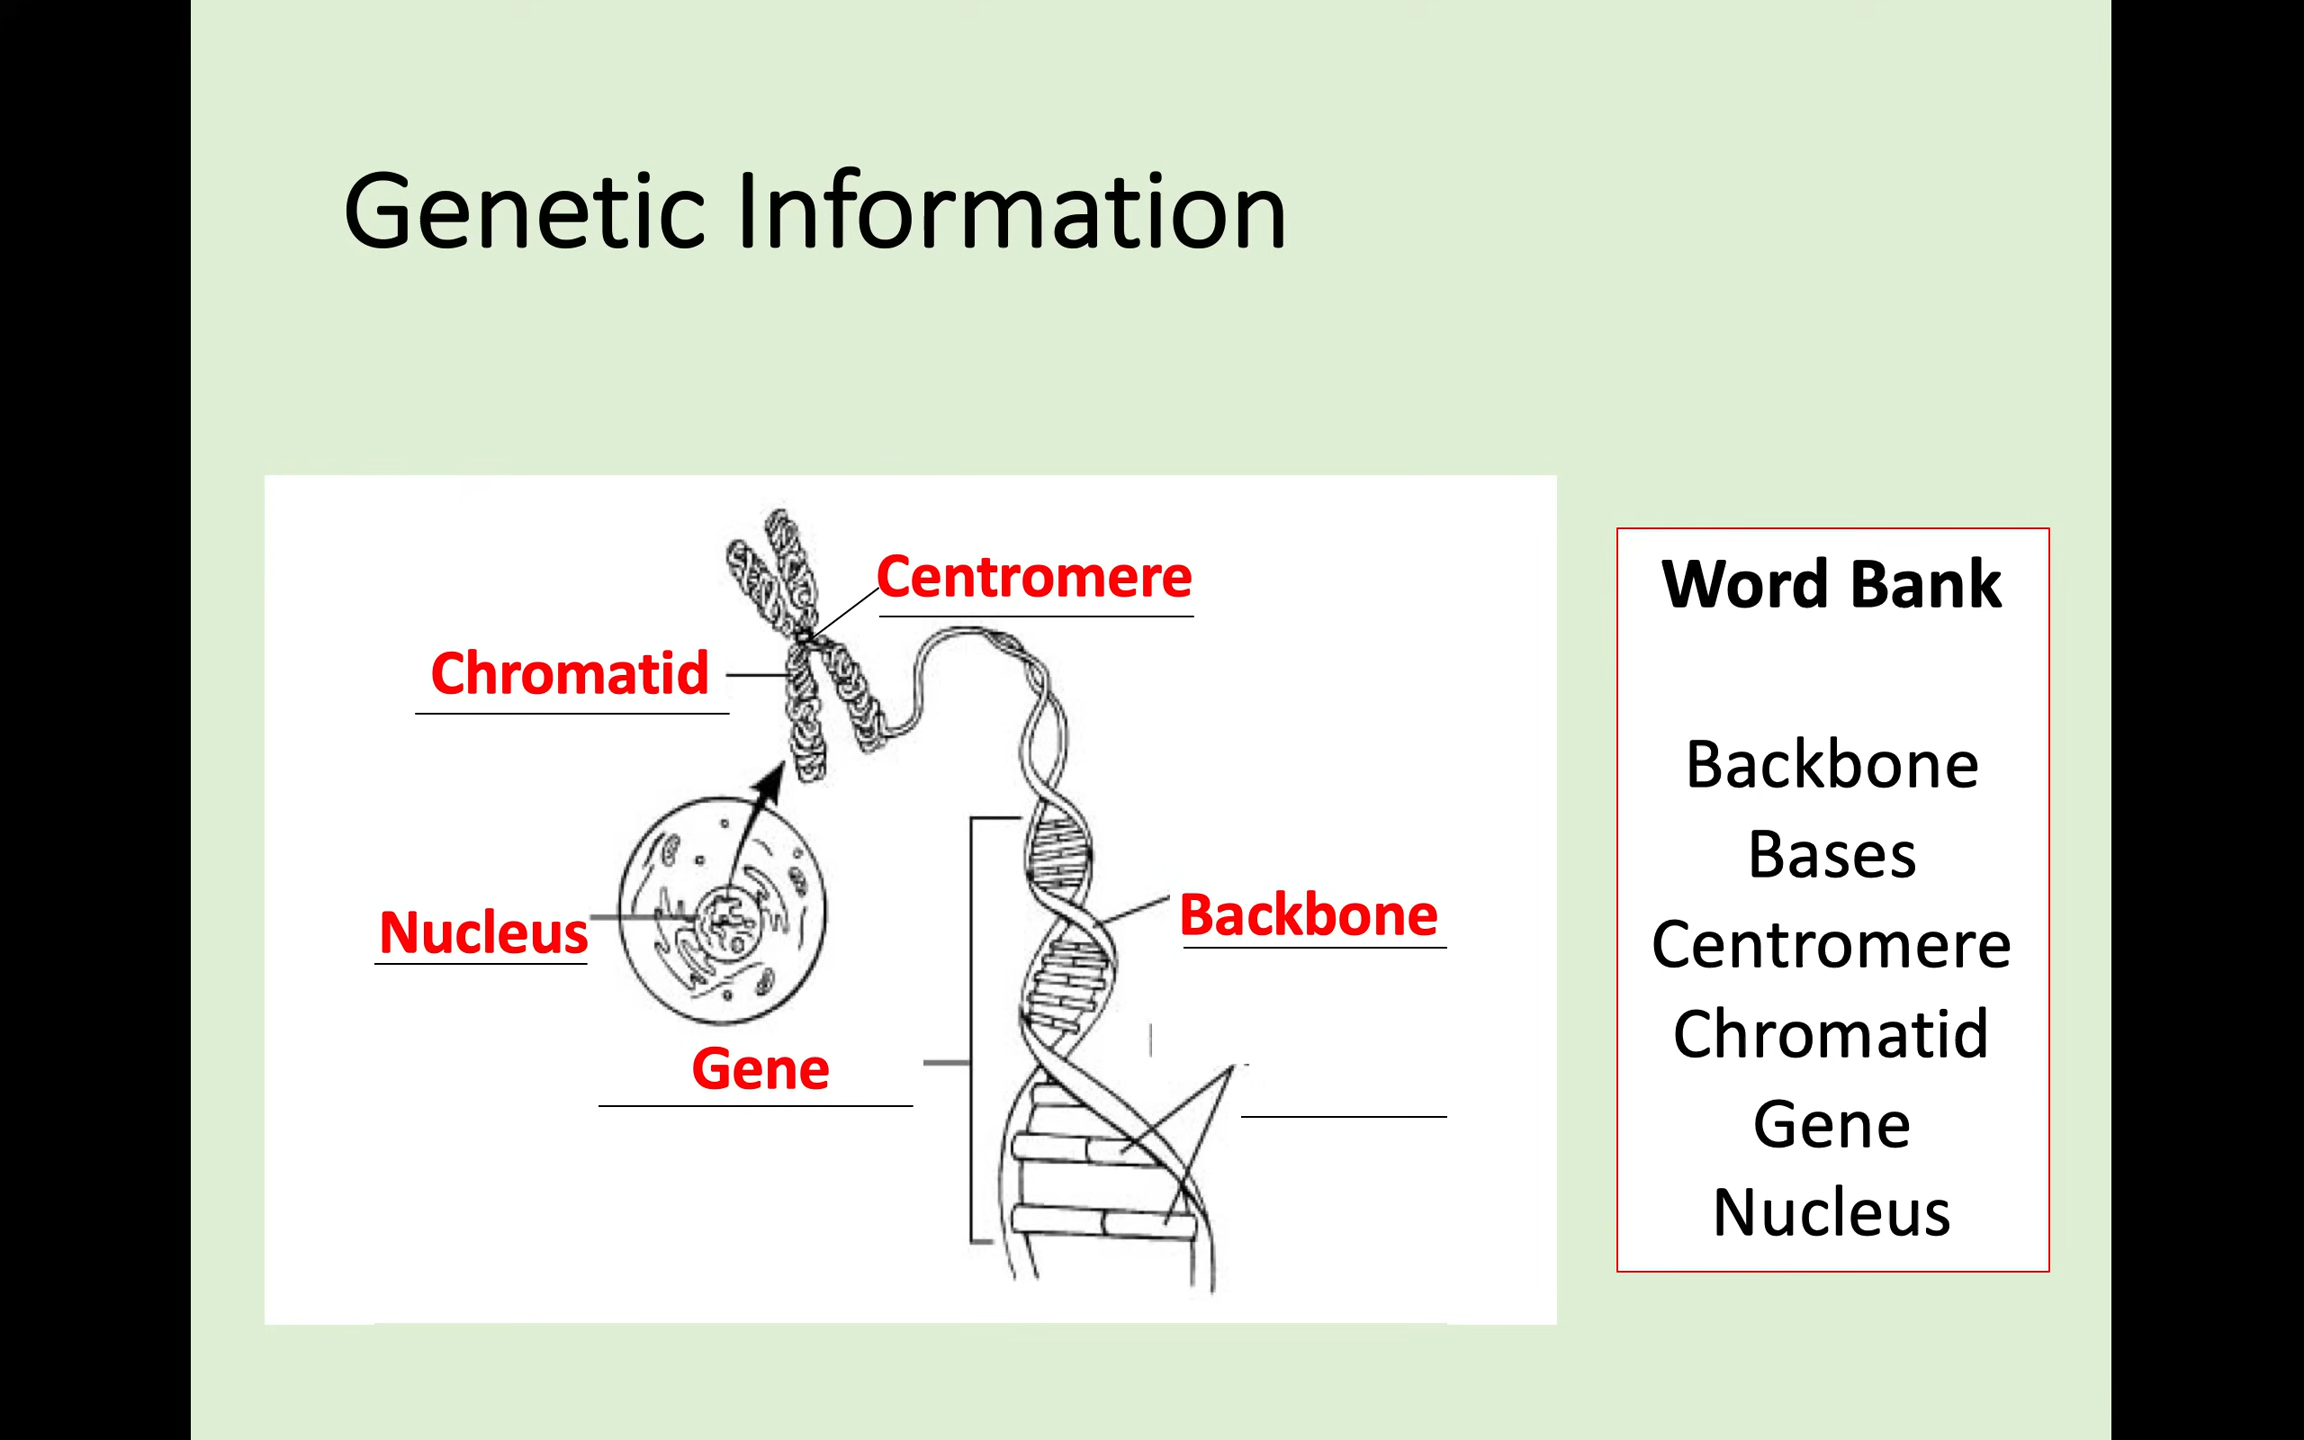 Genetic Information
Centromere
Chromatid
Nucleus
Backbone
Gene
Word Bank
Backbone
Bases
Centromere
Chromatid
Gene
Nucleus